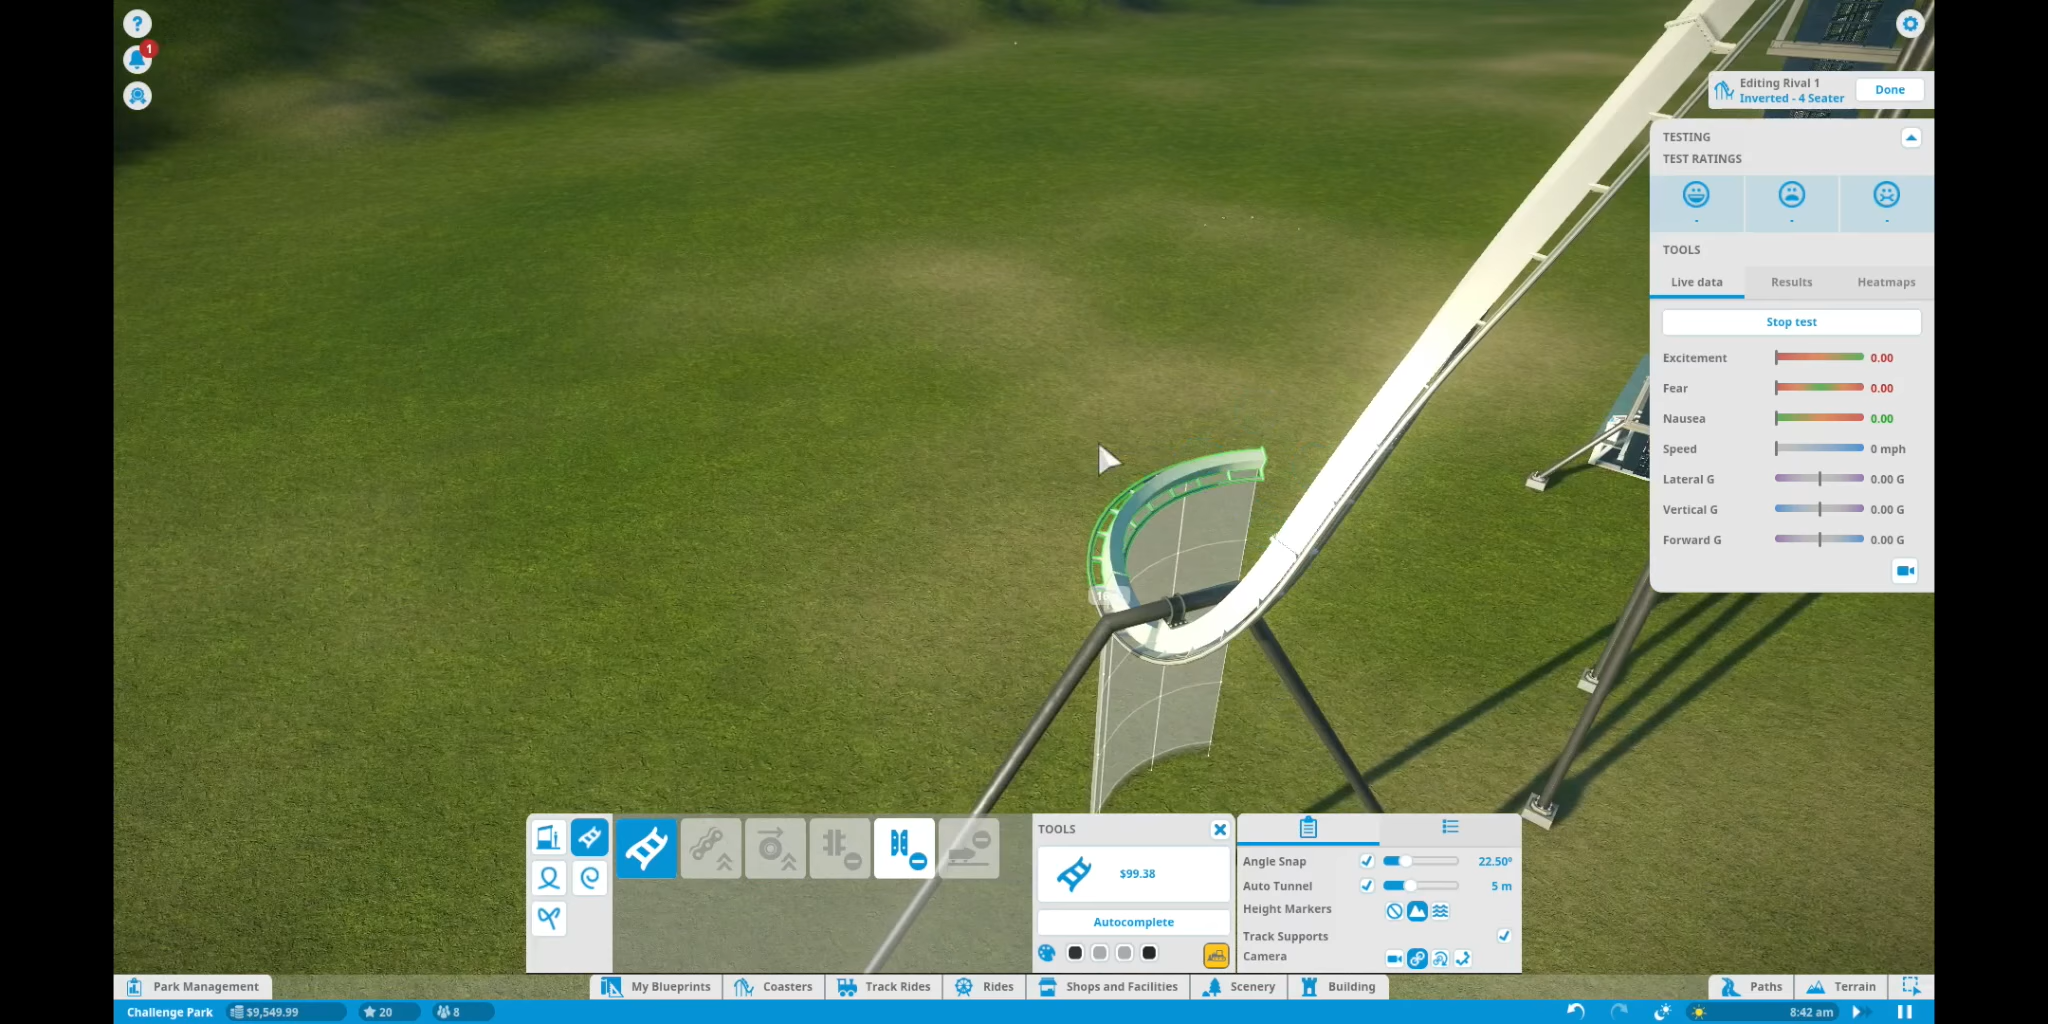 ?
1
Editing Rival 1
Inverted - 4 Seater
Done
TESTING
TEST RATINGS
- - -
TOOLS
Live data Results Heatmaps
Stop test
Excitement 0.00
Fear 0.00
Nausea 0.00
Speed 0 mph
Lateral G 0.00 G
Vertical G 0.00 G
Forward G 0.00 G
TOOLS
$99.38
Autocomplete
Angle Snap 22.50°
Auto Tunnel 5 m
Height Markers
Track Supports
Camera
Park Management
My Blueprints
Coasters
Track Rides
Rides
Shops and Facilities
Scenery
Building
Paths
Terrain
Challenge Park $9,549.99 20 8 8:42 am